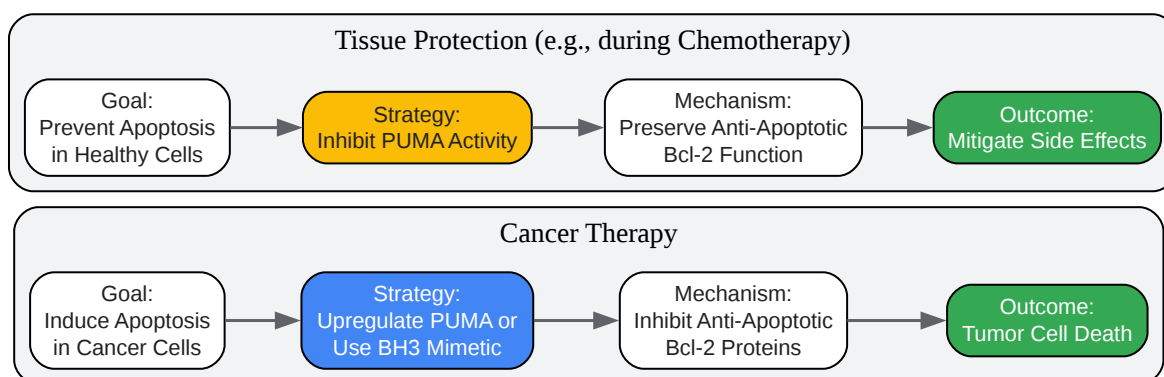 Tissue Protection (e.g., during Chemotherapy)
Goal:
Prevent Apoptosis
in Healthy Cells
Strategy:
Inhibit PUMA Activity
Mechanism:
Preserve Anti-Apoptotic
Bcl-2 Function
Outcome:
Mitigate Side Effects
Cancer Therapy
Goal:
Induce Apoptosis
in Cancer Cells
Strategy:
Upregulate PUMA or
Use BH3 Mimetic
Mechanism:
Inhibit Anti-Apoptotic
Bcl-2 Proteins
Outcome:
Tumor Cell Death